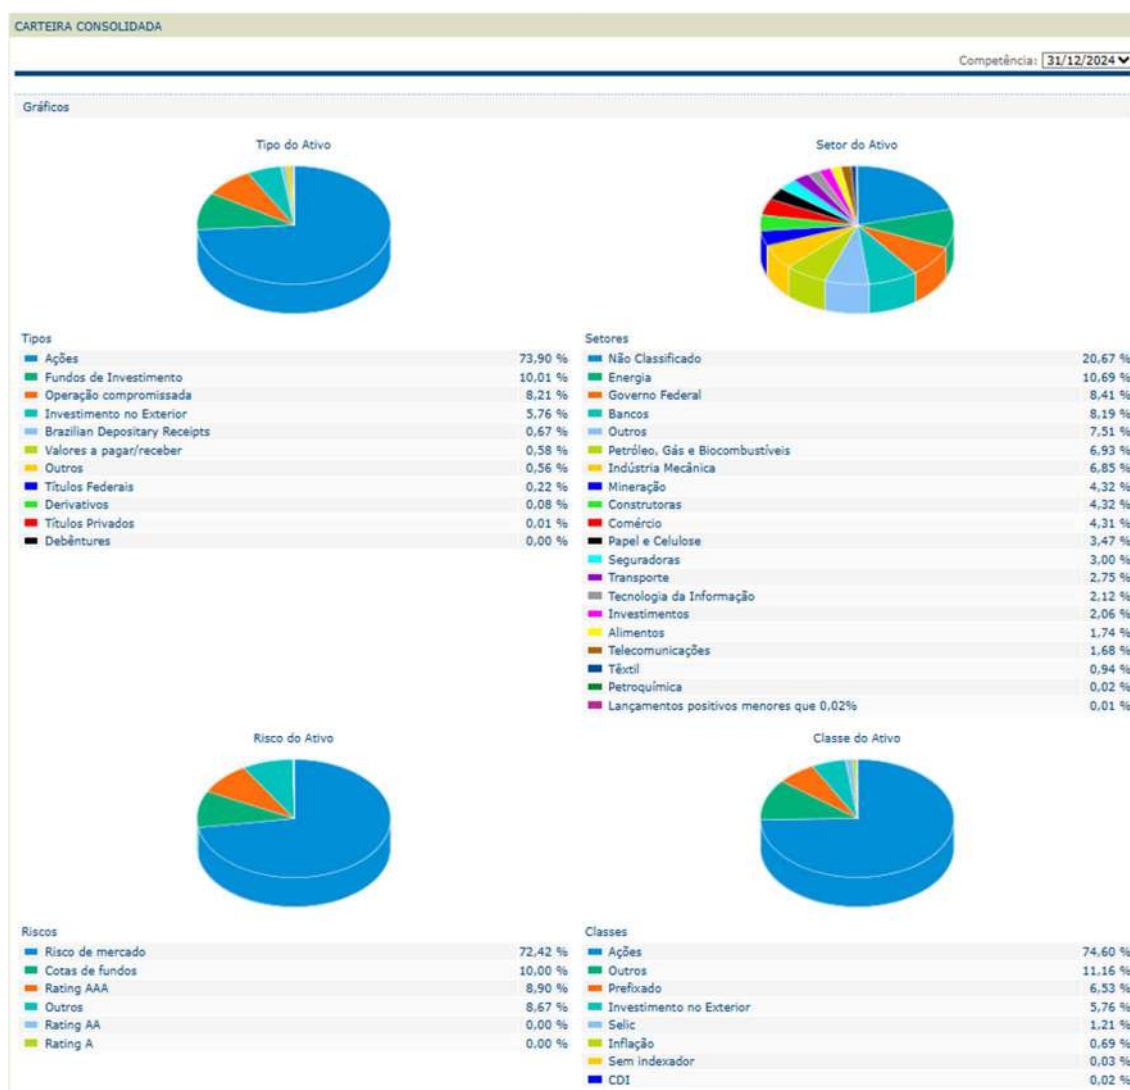 CARTEIRA CONSOLIDADA
Competência: 31/12/2024
Gráficos
Tipo do Ativo
Tipos
Ações 73,90 %
Fundos de Investimento 10,01 %
Operação compromissada 8,21 %
Investimento no Exterior 5,76 %
Brazilian Depositary Receipts 0,67 %
Valores a pagar/receber 0,58 %
Outros 0,56 %
Títulos Federais 0,22 %
Derivativos 0,08 %
Títulos Privados 0,01 %
Debêntures 0,00 %
Setor do Ativo
Setores
Não Classificado 20,67 %
Energia 10,69 %
Governo Federal 8,41 %
Bancos 8,19 %
Outros 7,51 %
Petróleo, Gás e Biocombustíveis 6,93 %
Indústria Mecânica 6,85 %
Mineração 4,32 %
Construtoras 4,32 %
Comércio 4,31 %
Papel e Celulose 3,47 %
Seguradoras 3,00 %
Transporte 2,75 %
Tecnologia da Informação 2,12 %
Investimentos 2,06 %
Alimentos 1,74 %
Telecomunicações 1,68 %
Têxtil 0,94 %
Petroquímica 0,02 %
Lançamentos positivos menores que 0,02% 0,01 %
Risco do Ativo
Riscos
Risco de mercado 72,42 %
Cotas de fundos 10,00 %
Rating AAA 8,90 %
Outros 8,67 %
Rating AA 0,00 %
Rating A 0,00 %
Classe do Ativo
Classes
Ações 74,60 %
Outros 11,16 %
Prefixado 6,53 %
Investimento no Exterior 5,76 %
Selic 1,21 %
Inflação 0,69 %
Sem indexador 0,03 %
CDI 0,02 %